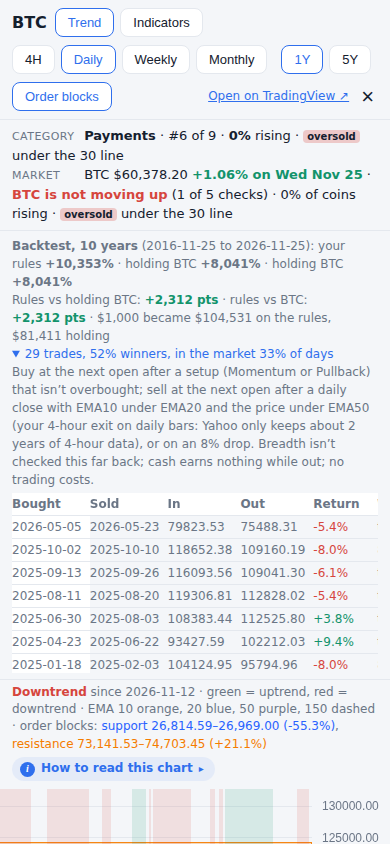 BTC Trend Indicators
4H Daily Weekly Monthly 1Y 5Y
Order blocks Open on TradingView ↗ ×
CATEGORY Payments · #6 of 9 · 0% rising · oversold
under the 30 line
MARKET BTC $60,378.20 +1.06% on Wed Nov 25 ·
BTC is not moving up (1 of 5 checks) · 0% of coins
rising · oversold under the 30 line
Backtest, 10 years (2016-11-25 to 2026-11-25): your
rules +10,353% · holding BTC +8,041% · holding BTC
+8,041%
Rules vs holding BTC: +2,312 pts · rules vs BTC:
+2,312 pts · $1,000 became $104,531 on the rules,
$81,411 holding
▼ 29 trades, 52% winners, in the market 33% of days
Buy at the next open after a setup (Momentum or Pullback)
that isn’t overbought; sell at the next open after a daily
close with EMA10 under EMA20 and the price under EMA50
(your 4-hour exit on daily bars: Yahoo only keeps about 2
years of 4-hour data), or on an 8% drop. Breadth isn’t
checked this far back; cash earns nothing while out; no
trading costs.
Bought Sold In Out Return
2026-05-05 2026-05-23 79823.53 75488.31 -5.4%
2025-10-02 2025-10-10 118652.38 109160.19 -8.0%
2025-09-13 2025-09-26 116093.56 109041.30 -6.1%
2025-08-11 2025-08-20 119306.81 112828.02 -5.4%
2025-06-30 2025-08-03 108383.44 112525.80 +3.8%
2025-04-23 2025-06-22 93427.59 102212.03 +9.4%
2025-01-18 2025-02-03 104124.95 95794.96 -8.0%
Downtrend since 2026-11-12 · green = uptrend, red =
downtrend · EMA 10 orange, 20 blue, 50 purple, 150 dashed
· order blocks: support 26,814.59–26,969.00 (-55.3%),
resistance 73,141.53–74,703.45 (+21.1%)
i How to read this chart ▸
130000.00
125000.00